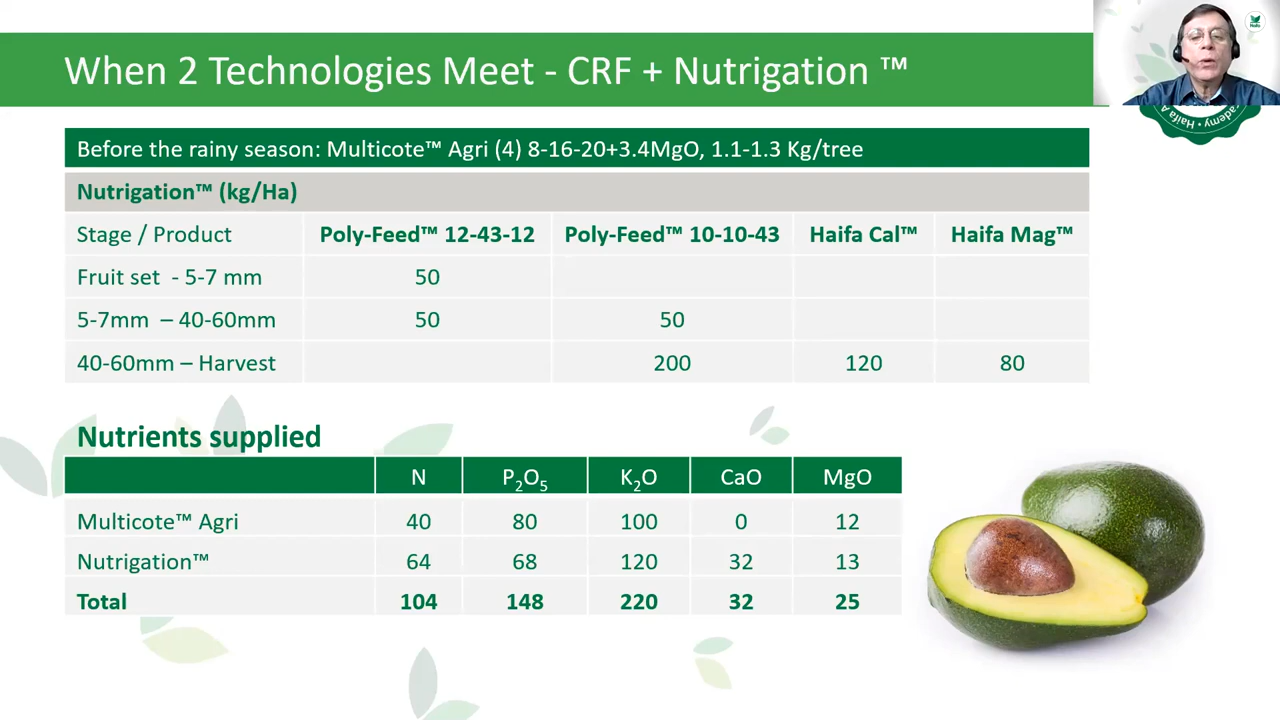 When 2 Technologies Meet - CRF + Nutrigation ™
Haifa
ademy • Haifa A
Before the rainy season: Multicote™ Agri (4) 8-16-20+3.4MgO, 1.1-1.3 Kg/tree
Nutrigation™ (kg/Ha)
Stage / Product Poly-Feed™ 12-43-12 Poly-Feed™ 10-10-43 Haifa Cal™ Haifa Mag™
Fruit set - 5-7 mm 50
5-7mm – 40-60mm 50 50
40-60mm – Harvest 200 120 80
Nutrients supplied
N P₂O₅ K₂O CaO MgO
Multicote™ Agri 40 80 100 0 12
Nutrigation™ 64 68 120 32 13
Total 104 148 220 32 25